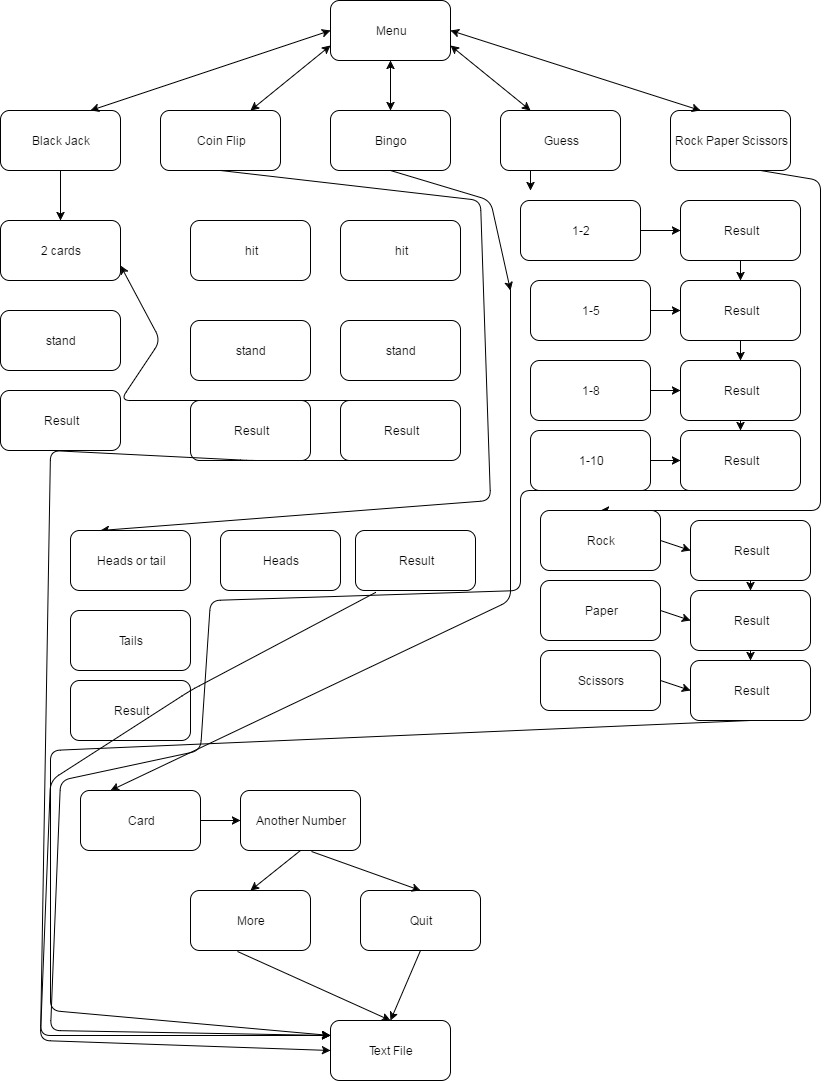 Menu
Black Jack
Coin Flip
Bingo
Guess
Rock Paper Scissors
2 cards
hit
hit
1-2
Result
stand
stand
stand
1-5
Result
Result
Result
Result
1-8
Result
1-10
Result
Heads or tail
Heads
Result
Rock
Result
Tails
Paper
Result
Result
Scissors
Result
Card
Another Number
More
Quit
Text File